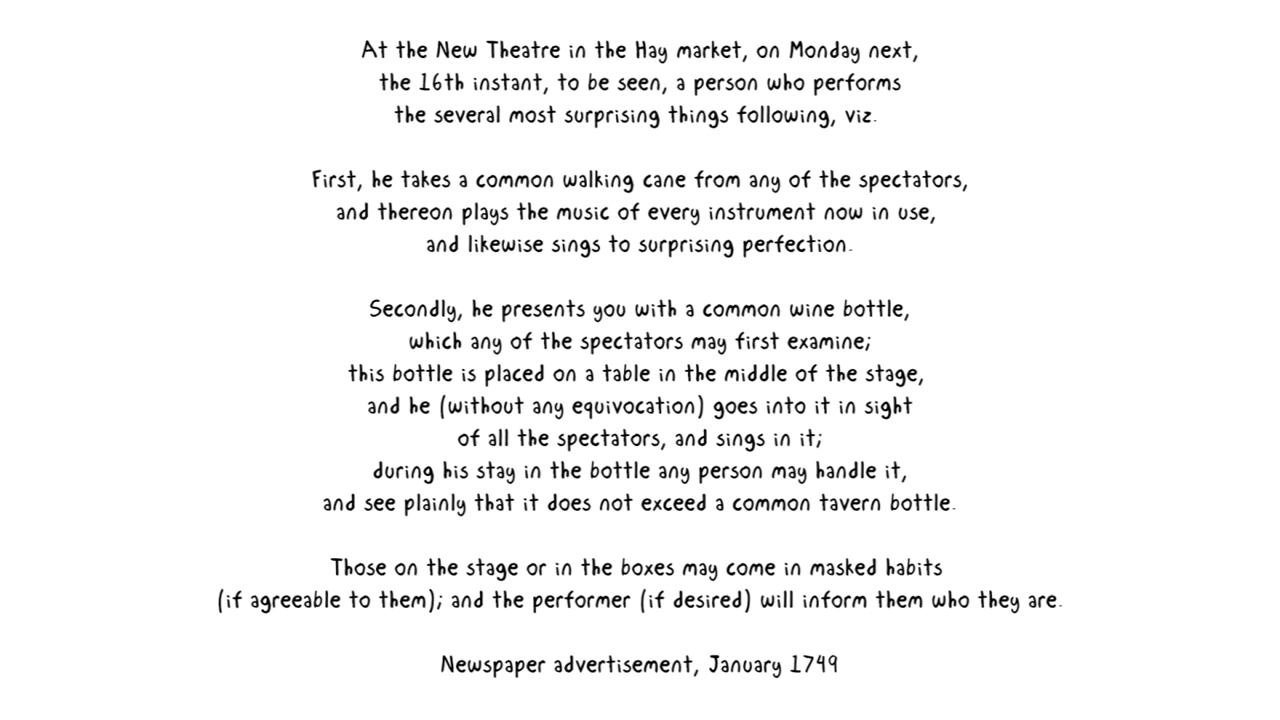 At the New Theatre in the Hay market, on Monday next,
the 16th instant, to be seen, a person who performs
the several most surprising things following, viz.
First, he takes a common walking cane from any of the spectators,
and thereon plays the music of every instrument now in use,
and likewise sings to surprising perfection.
Secondly, he presents you with a common wine bottle,
which any of the spectators may first examine;
this bottle is placed on a table in the middle of the stage,
and he (without any equivocation) goes into it in sight
of all the spectators, and sings in it;
during his stay in the bottle any person may handle it,
and see plainly that it does not exceed a common tavern bottle.
Those on the stage or in the boxes may come in masked habits
(if agreeable to them); and the performer (if desired) will inform them who they are.
Newspaper advertisement, January 1749